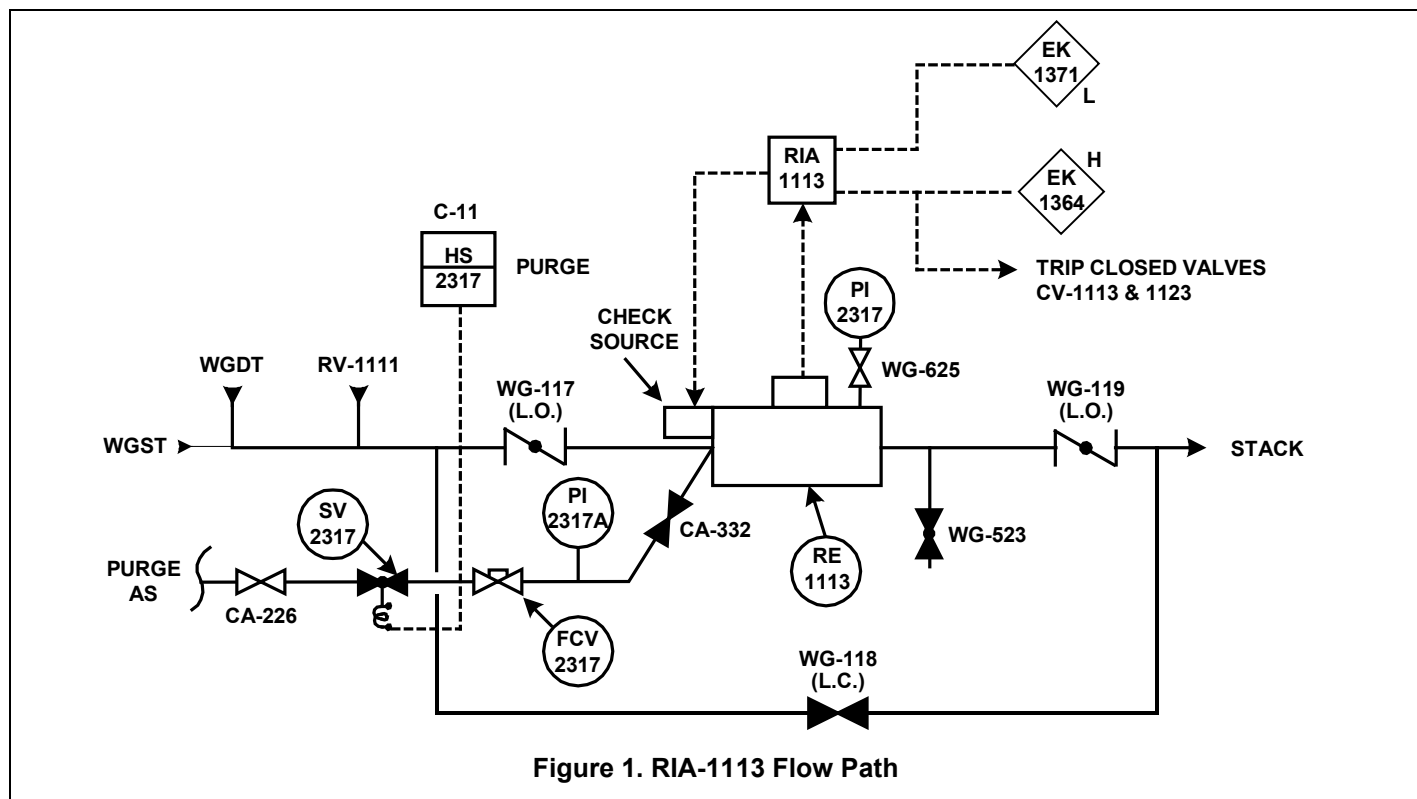 EK
1371
L
RIA
1113
H
EK
1364
C-11
HS
2317
PURGE
TRIP CLOSED VALVES
CV-1113 & 1123
PI
2317
CHECK
SOURCE
WG-625
WGDT
RV-1111
WG-117
(L.O.)
WG-119
(L.O.)
WGST
STACK
PI
2317A
SV
2317
CA-332
WG-523
PURGE
AS
RE
1113
CA-226
FCV
2317
WG-118
(L.C.)
Figure 1. RIA-1113 Flow Path